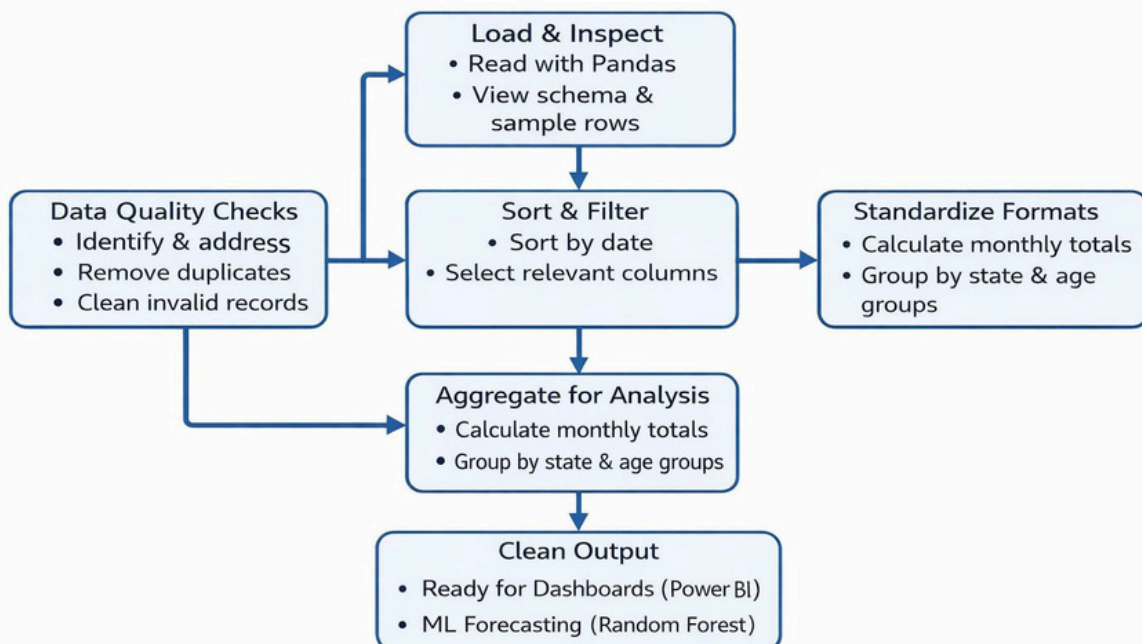 Load & Inspect
• Read with Pandas
• View schema &
sample rows
Data Quality Checks
• Identify & address
• Remove duplicates
• Clean invalid records
Sort & Filter
• Sort by date
• Select relevant columns
Standardize Formats
• Calculate monthly totals
• Group by state & age
groups
Aggregate for Analysis
• Calculate monthly totals
• Group by state & age groups
Clean Output
• Ready for Dashboards (Power BI)
• ML Forecasting (Random Forest)